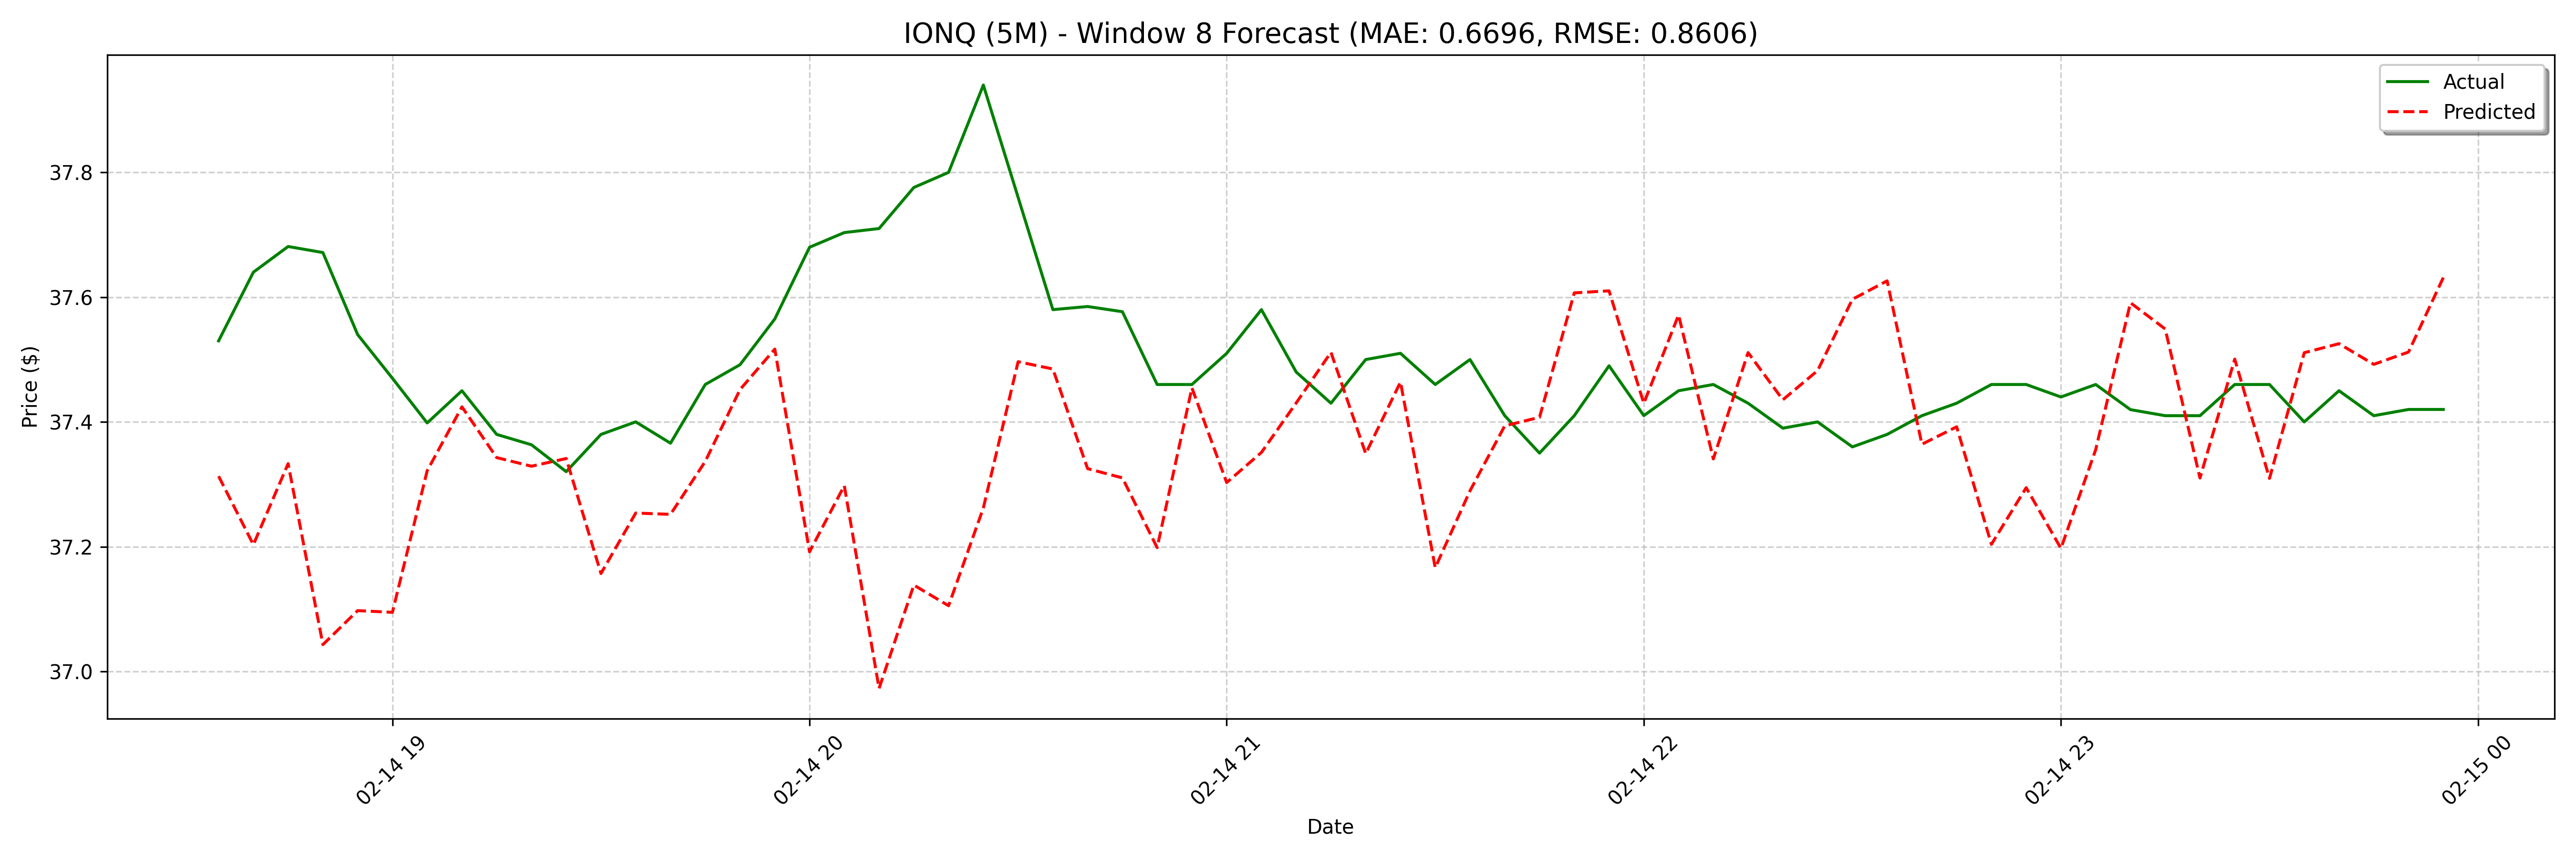 IONQ (5M) - Window 8 Forecast (MAE: 0.6696, RMSE: 0.8606)
Actual
Predicted
Price ($)
37.8
37.6
37.4
37.2
37.0
02-14 19
02-14 20
02-14 21
02-14 22
02-14 23
02-15 00
Date